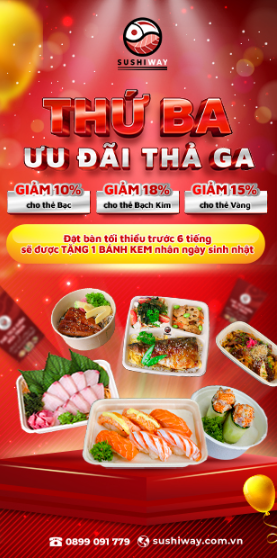 SUSHIWAY
THỨ BA
ƯU ĐÃI THẢ GA
GIẢM 10% GIẢM 18% GIẢM 15%
cho thẻ Bạc cho thẻ Bạch Kim cho thẻ Vàng
Đặt bàn tối thiểu trước 6 tiếng
sẽ được TẶNG 1 BÁNH KEM nhân ngày sinh nhật
0899 091 779 sushiway.com.vn